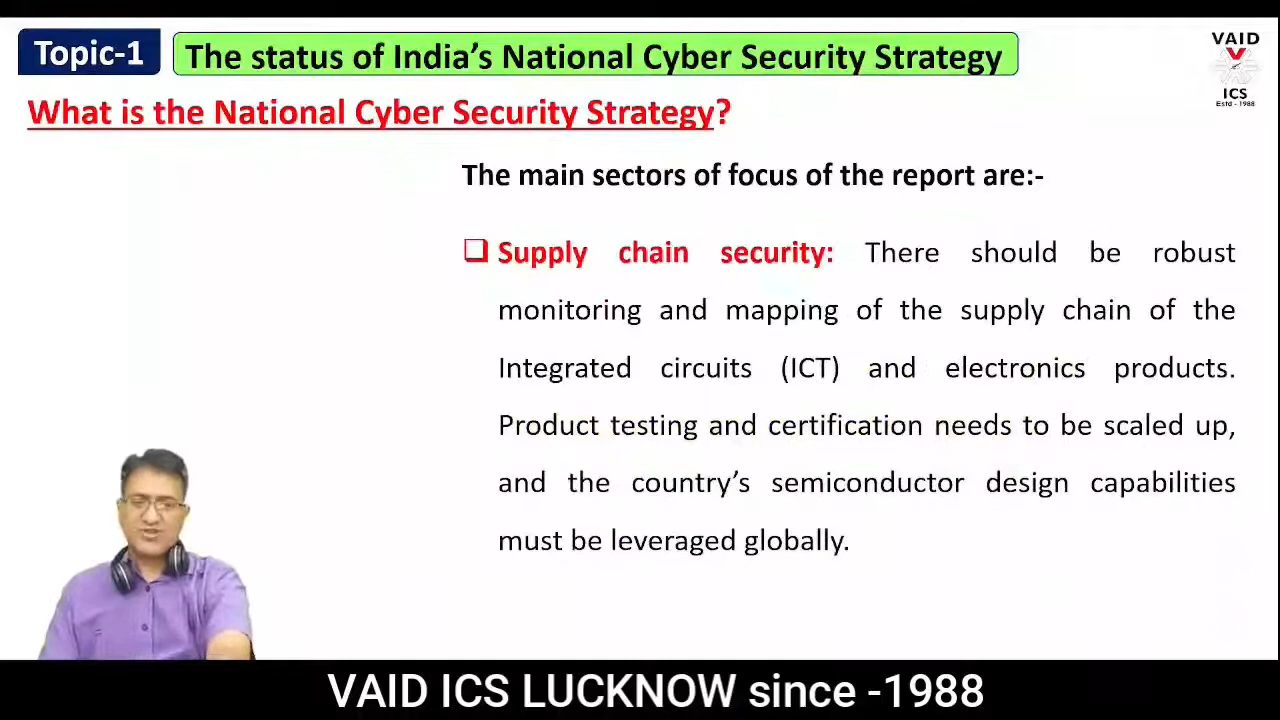 Topic-1
The status of India’s National Cyber Security Strategy
VAID
ICS
Estd - 1988
What is the National Cyber Security Strategy?
The main sectors of focus of the report are:-
❑ Supply chain security: There should be robust
monitoring and mapping of the supply chain of the
Integrated circuits (ICT) and electronics products.
Product testing and certification needs to be scaled up,
and the country’s semiconductor design capabilities
must be leveraged globally.
VAID ICS LUCKNOW since -1988